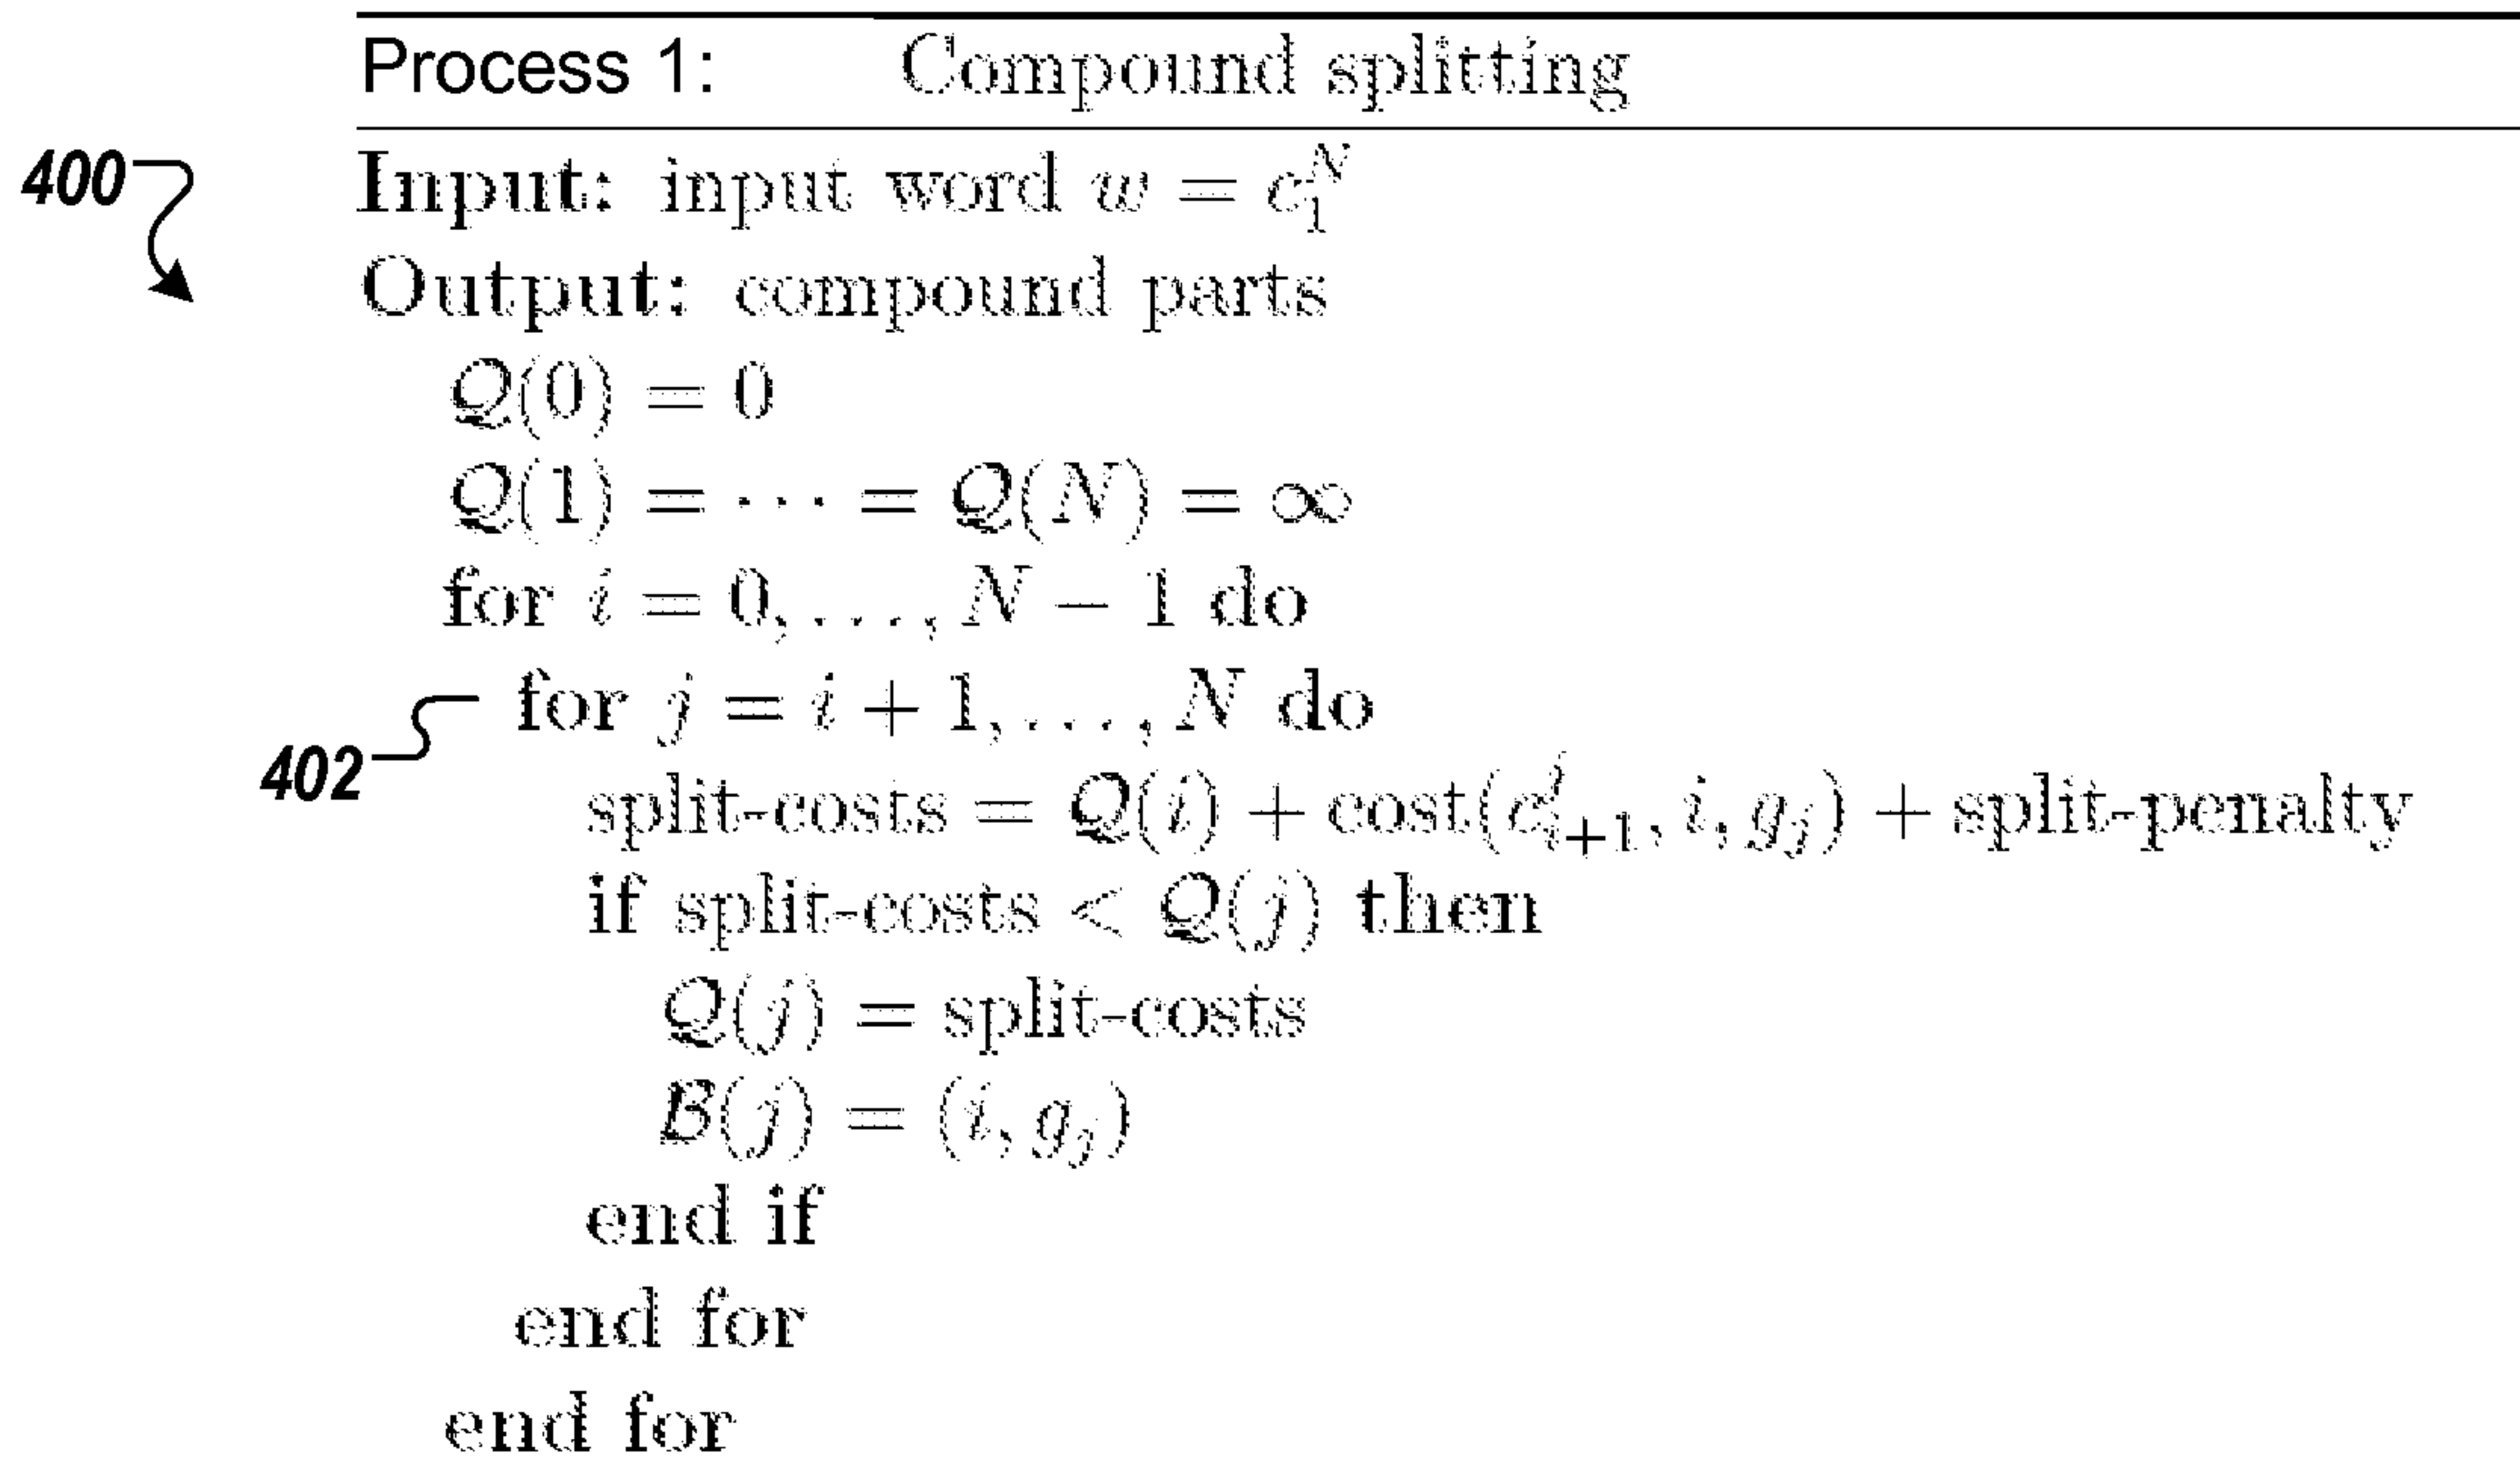 Process 1: Compound splitting
400
Input: input word w = c_1^N
Output: compound parts
Q(0) = 0
Q(1) = ··· = Q(N) = ∞
for i = 0, ..., N − 1 do
for j = i + 1, ..., N do
402
split-costs = Q(i) + cost(c_{i+1}^j, i, g_j) + split-penalty
if split-costs < Q(j) then
Q(j) = split-costs
B(j) = (i, g_j)
end if
end for
end for